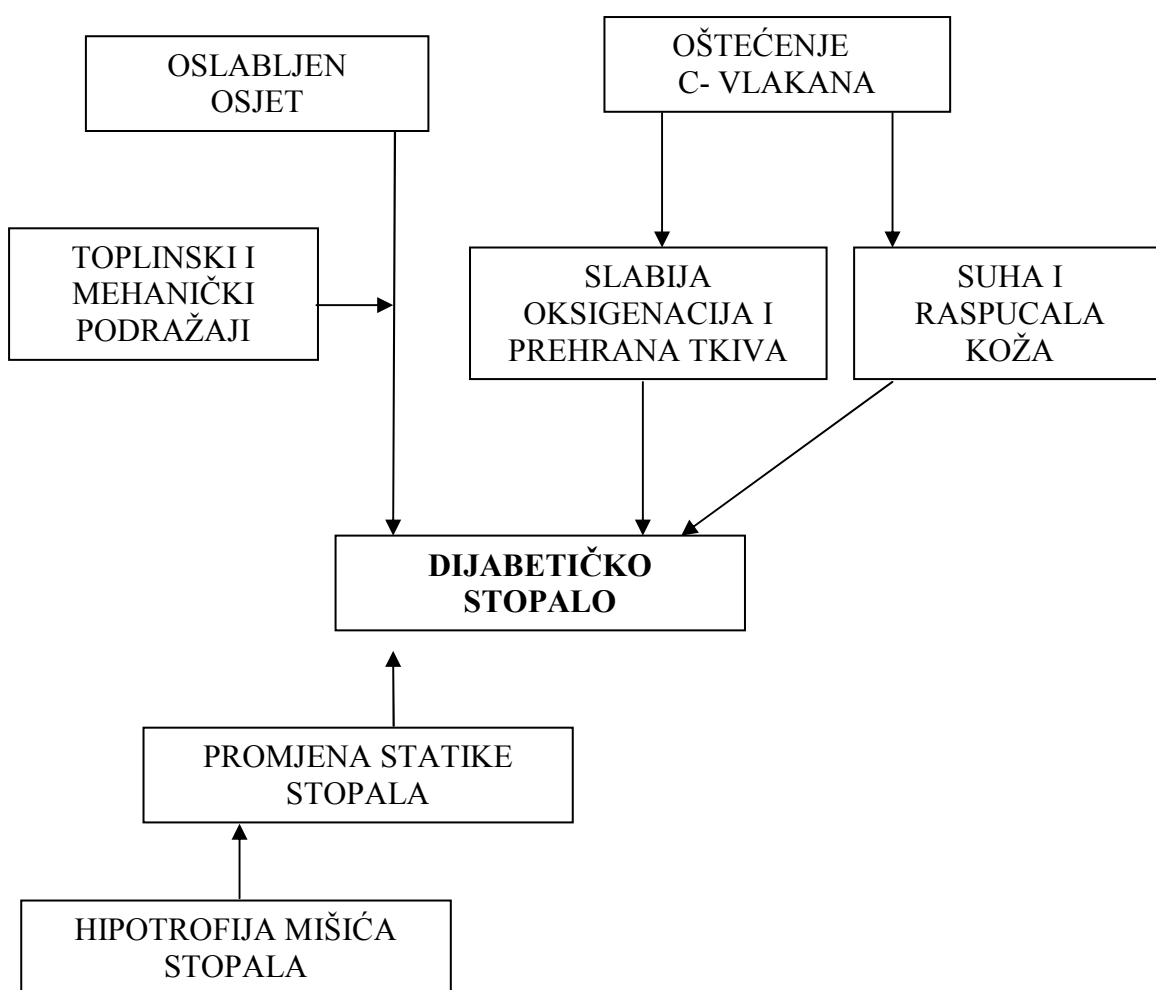 OSLABLJEN
OSJET
OŠTEĆENJE
C- VLAKANA
TOPLINSKI I
MEHANIČKI
PODRAŽAJI
SLABIJA
OKSIGENACIJA I
PREHRANA TKIVA
SUHA I
RASPUCALA
KOŽA
DIJABETIČKO
STOPALO
PROMJENA STATIKE
STOPALA
HIPOTROFIJA MIŠIĆA
STOPALA